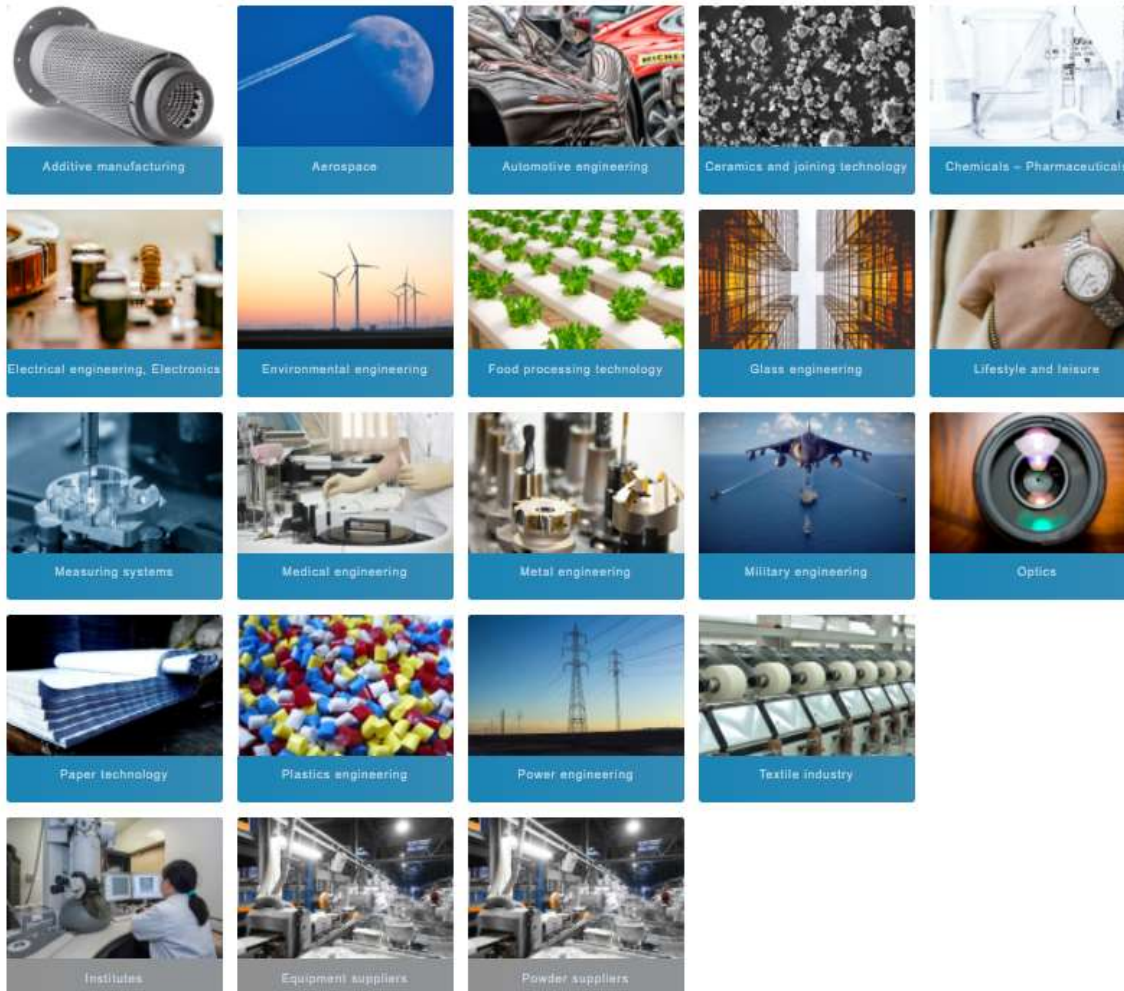 MICHEL
Additive manufacturing
Aerospace
Automotive engineering
Ceramics and joining technology
Chemicals – Pharmaceuticals
Electrical engineering, Electronics
Environmental engineering
Food processing technology
Glass engineering
Lifestyle and leisure
Measuring systems
Medical engineering
Metal engineering
Military engineering
Optics
Paper technology
Plastics engineering
Power engineering
Textile industry
Institutes
Equipment suppliers
Powder suppliers